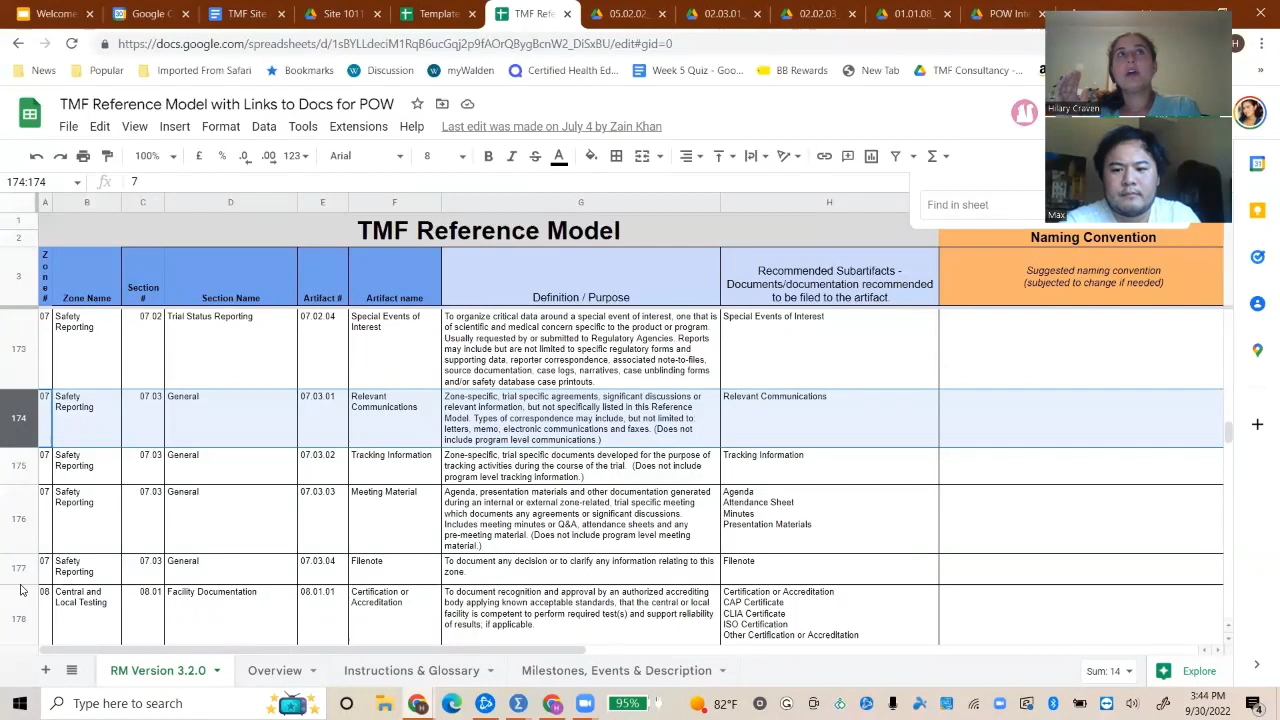 TMF S
Site 101
Template
TMF S
05.02.02.
02.03.01.
02.02.03
01.01.08
POW Inte
https://docs.google.com/spreadsheets/d/1sBYLLdeciM1RqB6ucGqj2p9fAOrQBygBcnW2_DiSxBU/edit#gid=0
News
Popular
Imported From Safari
Bookmarks
Discussion
myWalden
Certified Health Ed...
Week 5 Quiz - Goo...
BB Rewards
New Tab
TMF Consultancy -...
TMF Reference Model with Links to Docs for POW
File Edit View Insert Format Data Tools Extensions Help Last edit was made on July 4 by Zain Khan
100% £ % .0 .00 123 Arial 8 B I S A
174:174 fx 7
Find in sheet
Hilary Craven
Max
A B C D E F G H
1
2
3
TMF Reference Model
Naming Convention
Zone #
Zone Name
Section #
Section Name
Artifact #
Artifact name
Definition / Purpose
Recommended Subartifacts -
Documents/documentation recommended
to be filed to the artifact.
Suggested naming convention
(subjected to change if needed)
173
07
Safety
Reporting
07.02
Trial Status Reporting
07.02.04
Special Events of
Interest
To organize critical data around a special event of interest, one that is
of scientific and medical concern specific to the product or program.
Usually requested by or submitted to Regulatory Agencies. Reports
may include but are not limited to specific regulatory forms and
supporting data, reporter correspondence, associated note-to-files,
source documentation, case logs, narratives, case unblinding forms
and/or safety database case printouts.
Special Events of Interest
174
07
Safety
Reporting
07.03
General
07.03.01
Relevant
Communications
Zone-specific, trial specific agreements, significant discussions or
relevant information, but not specifically listed in this Reference
Model. Types of correspondence may include, but not limited to:
letters, memo, electronic communications and faxes. (Does not
include program level communications.)
Relevant Communications
175
07
Safety
Reporting
07.03
General
07.03.02
Tracking Information
Zone-specific, trial specific documents developed for the purpose of
tracking activities during the course of the trial. (Does not include
program level tracking information.)
Tracking Information
176
07
Safety
Reporting
07.03
General
07.03.03
Meeting Material
Agenda, presentation materials and other documentation generated
during an internal or external zone-related, trial specific meeting
which documents any agreements or significant discussions.
Includes meeting minutes or Q&A, attendance sheets and any
pre-meeting material. (Does not include program level meeting
material.)
Agenda
Attendance Sheet
Minutes
Presentation Materials
177
07
Safety
Reporting
07.03
General
07.03.04
Filenote
To document any decision or to clarify any information relating to this
zone.
Filenote
178
08
Central and
Local Testing
08.01
Facility Documentation
08.01.01
Certification or
Accreditation
To document recognition and approval by an authorized accrediting
body applying known acceptable standards, that the central or local
facility is competent to perform required test(s) and support reliability
of results; if applicable.
Certification or Accreditation
CAP Certificate
CLIA Certificate
ISO Certification
Other Certification or Accreditation
RM Version 3.2.0
Overview
Instructions & Glossary
Milestones, Events & Description
Sum: 14
Explore
Type here to search
95%
82°F
3:44 PM
9/30/2022